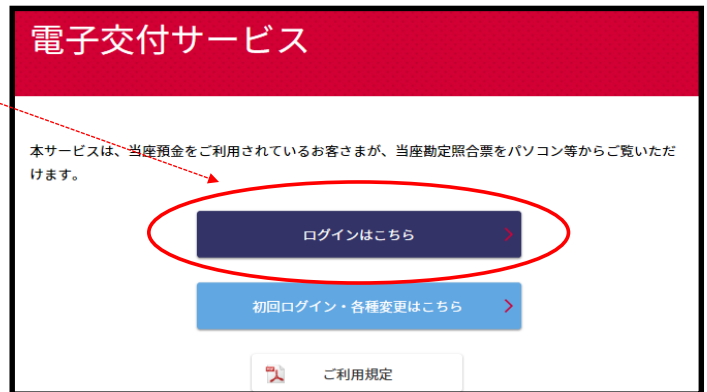 電子交付サービス
本サービスは、当座預金をご利用されているお客さまが、当座勘定照合票をパソコン等からご覧いただ
けます。
ログインはこちら
初回ログイン・各種変更はこちら
ご利用規定